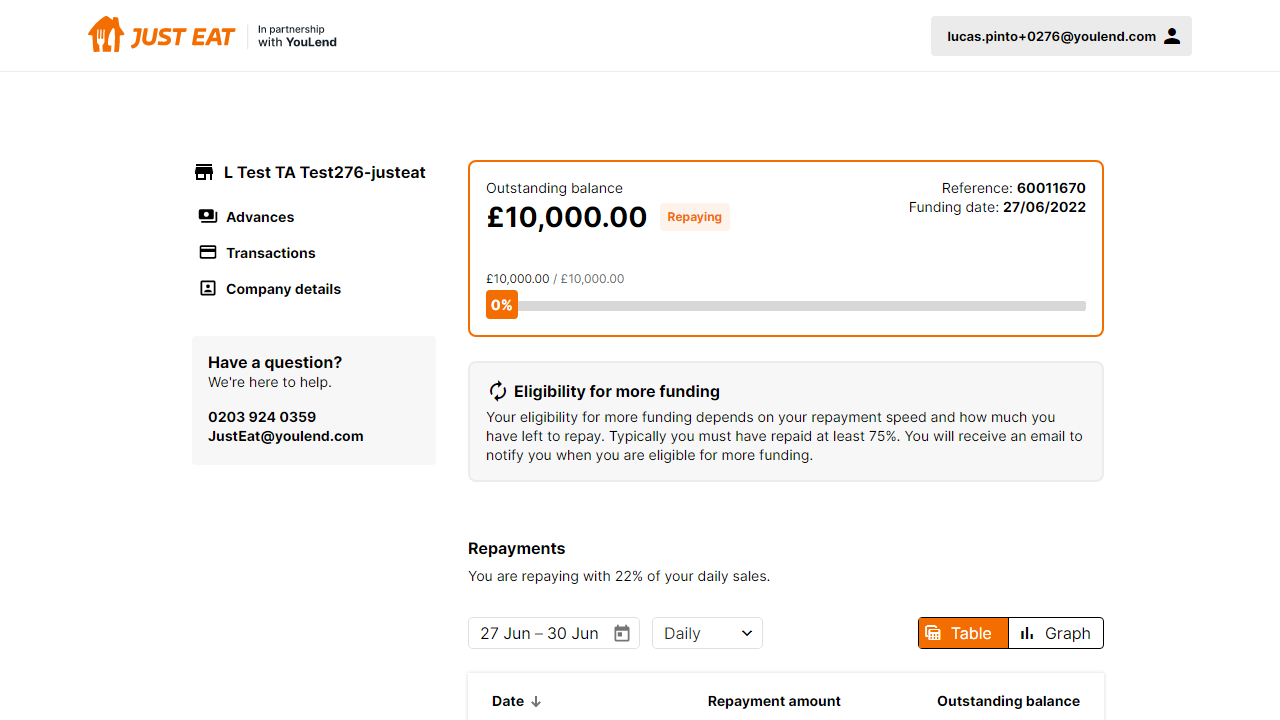 JUST EAT
In partnership
with YouLend
lucas.pinto+0276@youlend.com
L Test TA Test276-justeat
Advances
Transactions
Company details
Have a question?
We're here to help.
0203 924 0359
JustEat@youlend.com
Outstanding balance
£10,000.00 Repaying
Reference: 60011670
Funding date: 27/06/2022
£10,000.00 / £10,000.00
0%
Eligibility for more funding
Your eligibility for more funding depends on your repayment speed and how much you
have left to repay. Typically you must have repaid at least 75%. You will receive an email to
notify you when you are eligible for more funding.
Repayments
You are repaying with 22% of your daily sales.
27 Jun – 30 Jun Daily Table Graph
Date Repayment amount Outstanding balance